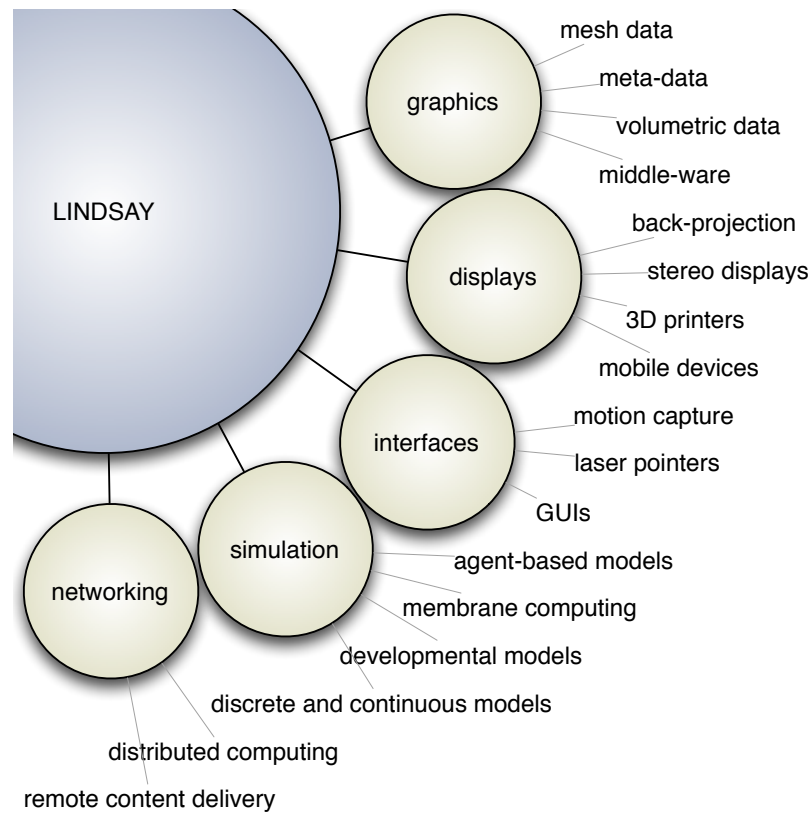 LINDSAY
graphics
mesh data
meta-data
volumetric data
middle-ware
displays
back-projection
stereo displays
3D printers
mobile devices
interfaces
motion capture
laser pointers
GUIs
simulation
agent-based models
membrane computing
developmental models
discrete and continuous models
networking
distributed computing
remote content delivery